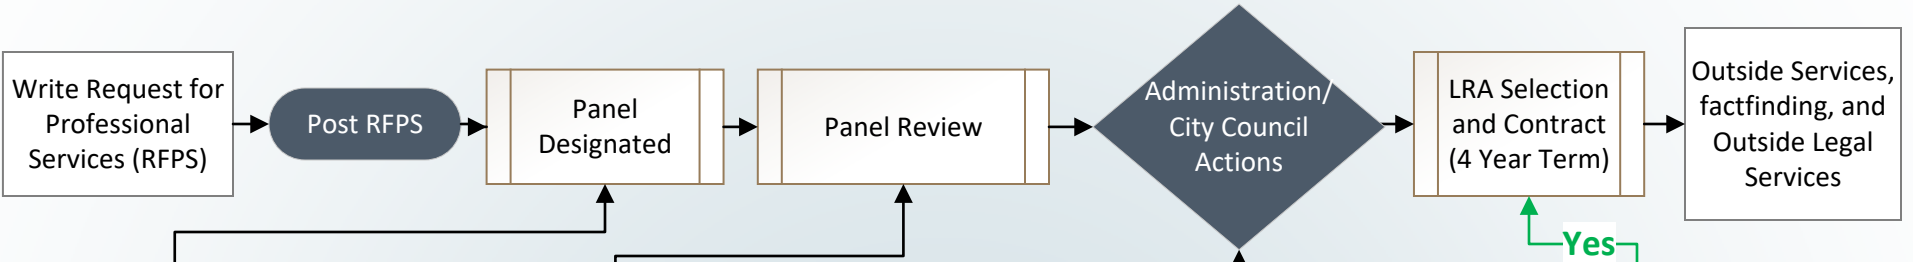 Write Request for
Professional
Services (RFPS)
Post RFPS
Panel
Designated
Panel Review
Administration/
City Council
Actions
LRA Selection
and Contract
(4 Year Term)
Outside Services,
factfinding, and
Outside Legal
Services
Yes